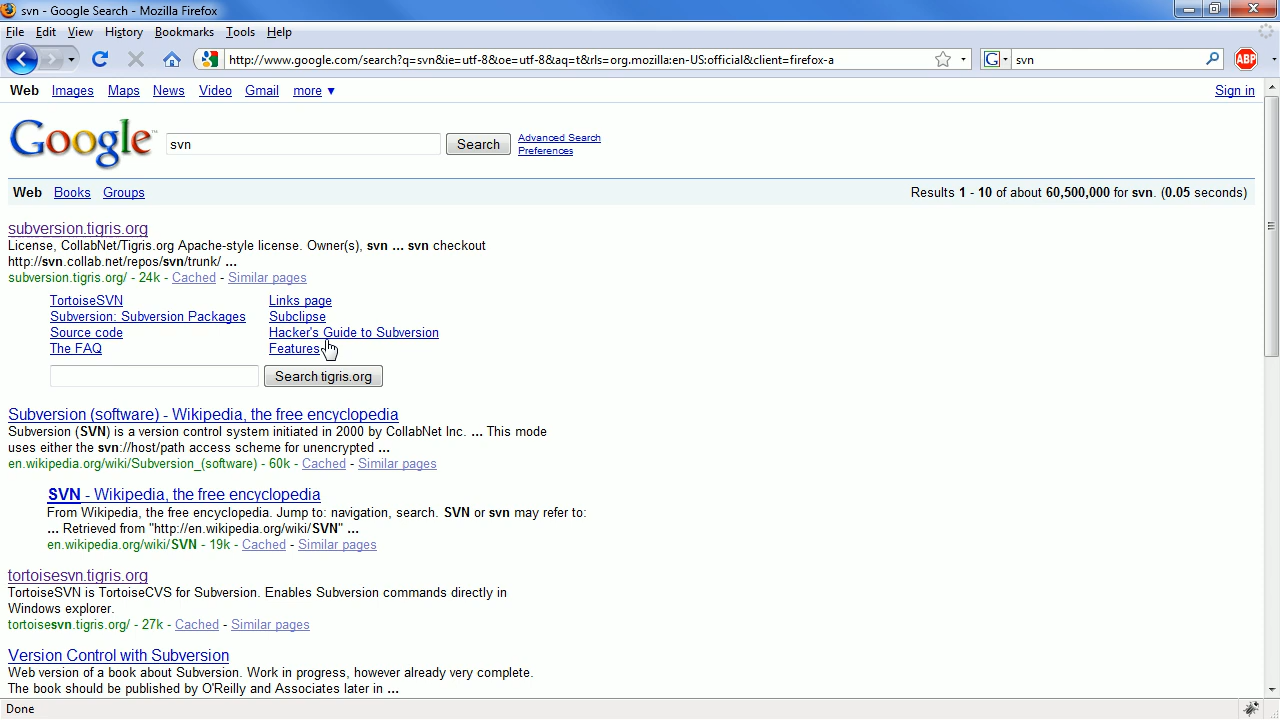 svn - Google Search - Mozilla Firefox
File Edit View History Bookmarks Tools Help
http://www.google.com/search?q=svn&ie=utf-8&oe=utf-8&aq=t&rls=org.mozilla:en-US:official&client=firefox-a
G svn ABP
Web Images Maps News Video Gmail more ▼ Sign in
Google™ svn Search Advanced Search
Preferences
Web Books Groups Results 1 - 10 of about 60,500,000 for svn. (0.05 seconds)
subversion.tigris.org
License, CollabNet/Tigris.org Apache-style license. Owner(s), svn ... svn checkout
http://svn.collab.net/repos/svn/trunk/ ...
subversion.tigris.org/ - 24k - Cached - Similar pages
TortoiseSVN Links page
Subversion: Subversion Packages Subclipse
Source code Hacker's Guide to Subversion
The FAQ Features
Search tigris.org
Subversion (software) - Wikipedia, the free encyclopedia
Subversion (SVN) is a version control system initiated in 2000 by CollabNet Inc. ... This mode
uses either the svn://host/path access scheme for unencrypted ...
en.wikipedia.org/wiki/Subversion_(software) - 60k - Cached - Similar pages
SVN - Wikipedia, the free encyclopedia
From Wikipedia, the free encyclopedia. Jump to: navigation, search. SVN or svn may refer to:
... Retrieved from "http://en.wikipedia.org/wiki/SVN" ...
en.wikipedia.org/wiki/SVN - 19k - Cached - Similar pages
tortoisesvn.tigris.org
TortoiseSVN is TortoiseCVS for Subversion. Enables Subversion commands directly in
Windows explorer.
tortoisesvn.tigris.org/ - 27k - Cached - Similar pages
Version Control with Subversion
Web version of a book about Subversion. Work in progress, however already very complete.
The book should be published by O'Reilly and Associates later in ...
Done